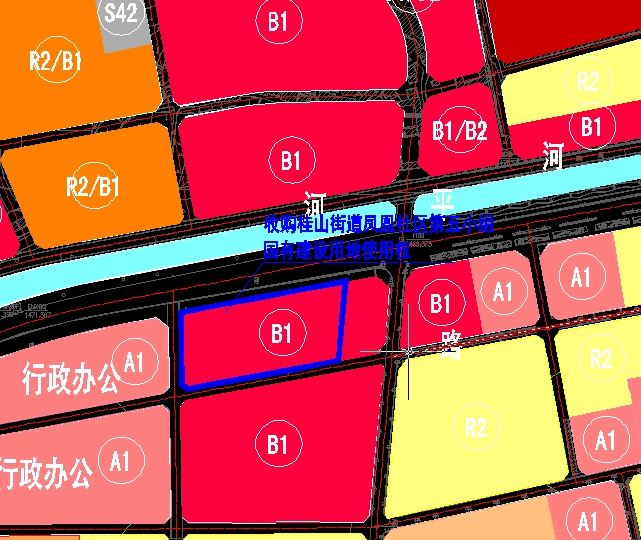 S42
B1
R2/B1
R2
B1/B2
B1
B1
河
R2/B1
河
平
收购桂山街道凤凰社区第五小组
国有建设用地使用权
A1
A1
B1
B1
路
A1
行政办公
R2
B1
R2
A1
A1
行政办公
A1